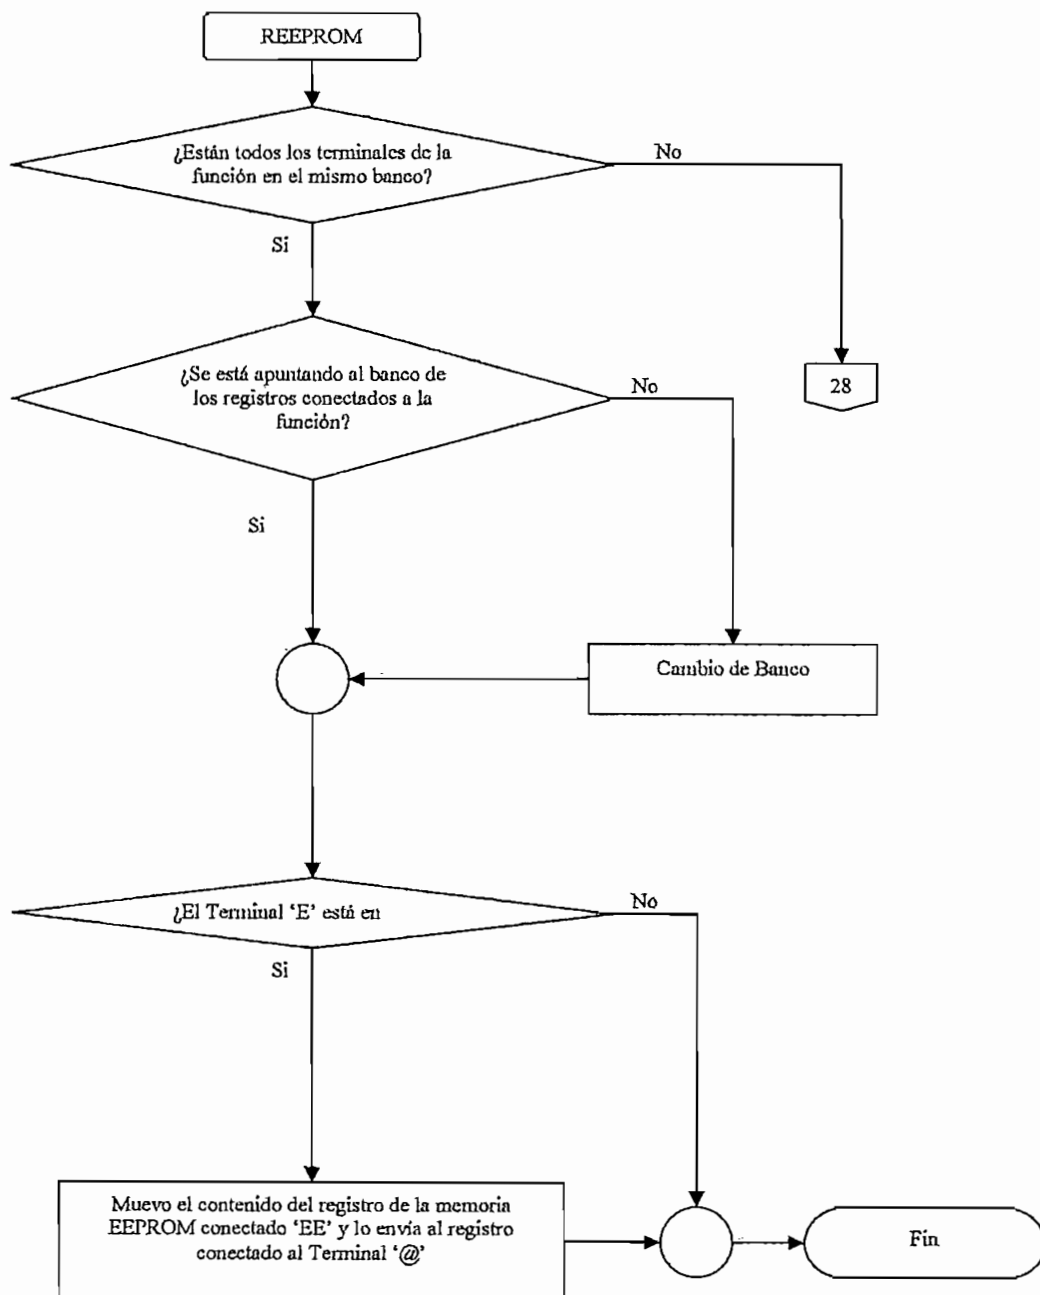 REEPROM
¿Están todos los terminales de la
función en el mismo banco?
No
Si
¿Se está apuntando al banco de
los registros conectados a la
función?
No
28
Si
Cambio de Banco
¿El Terminal ‘E’ está en
No
Si
Muevo el contenido del registro de la memoria
EEPROM conectado ‘EE’ y lo envia al registro
conectado al Terminal ‘@’
Fin